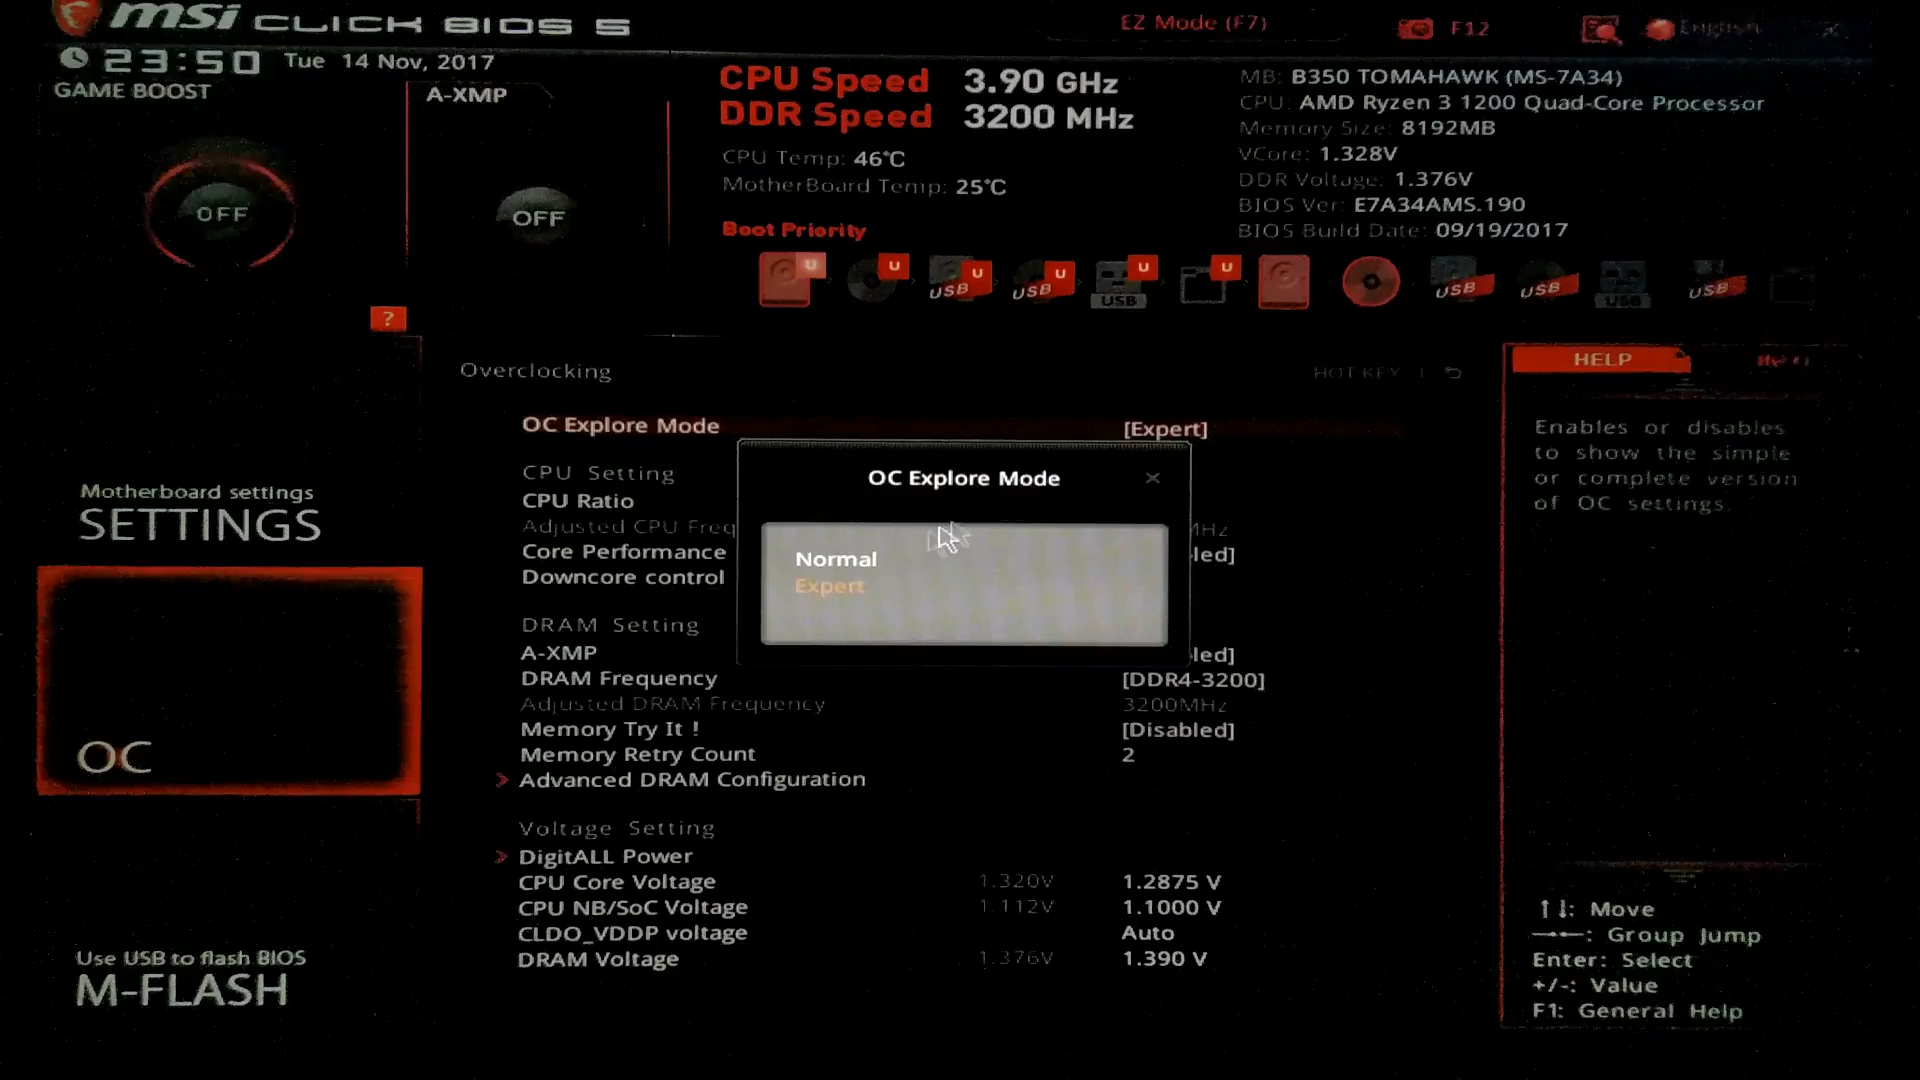 msi CLICK BIOS 5
EZ Mode (F7)
F12
English
X
23:50 Tue 14 Nov, 2017
GAME BOOST
OFF
A-XMP
OFF
CPU Speed 3.90 GHz
DDR Speed 3200 MHz
CPU Temp: 46°C
MotherBoard Temp: 25°C
MB: B350 TOMAHAWK (MS-7A34)
CPU: AMD Ryzen 3 1200 Quad-Core Processor
Memory Size: 8192MB
VCore: 1.328V
DDR Voltage: 1.376V
BIOS Ver: E7A34AMS.190
BIOS Build Date: 09/19/2017
Boot Priority
U U U U U U
USB USB USB USB USB USB USB
?
Motherboard settings
SETTINGS
OC
Use USB to flash BIOS
M-FLASH
Overclocking
HOT KEY
OC Explore Mode [Expert]
CPU Setting
CPU Ratio
Adjusted CPU Freq MHz
Core Performance led]
Downcore control
DRAM Setting
A-XMP led]
DRAM Frequency [DDR4-3200]
Adjusted DRAM Frequency 3200MHz
Memory Try It ! [Disabled]
Memory Retry Count 2
> Advanced DRAM Configuration
Voltage Setting
> DigitALL Power
CPU Core Voltage 1.320V 1.2875 V
CPU NB/SoC Voltage 1.112V 1.1000 V
CLDO_VDDP voltage Auto
DRAM Voltage 1.376V 1.390 V
OC Explore Mode ×
Normal
Expert
HELP
Enables or disables
to show the simple
or complete version
of OC settings.
↑↓: Move
: Group Jump
Enter: Select
+/-: Value
F1: General Help